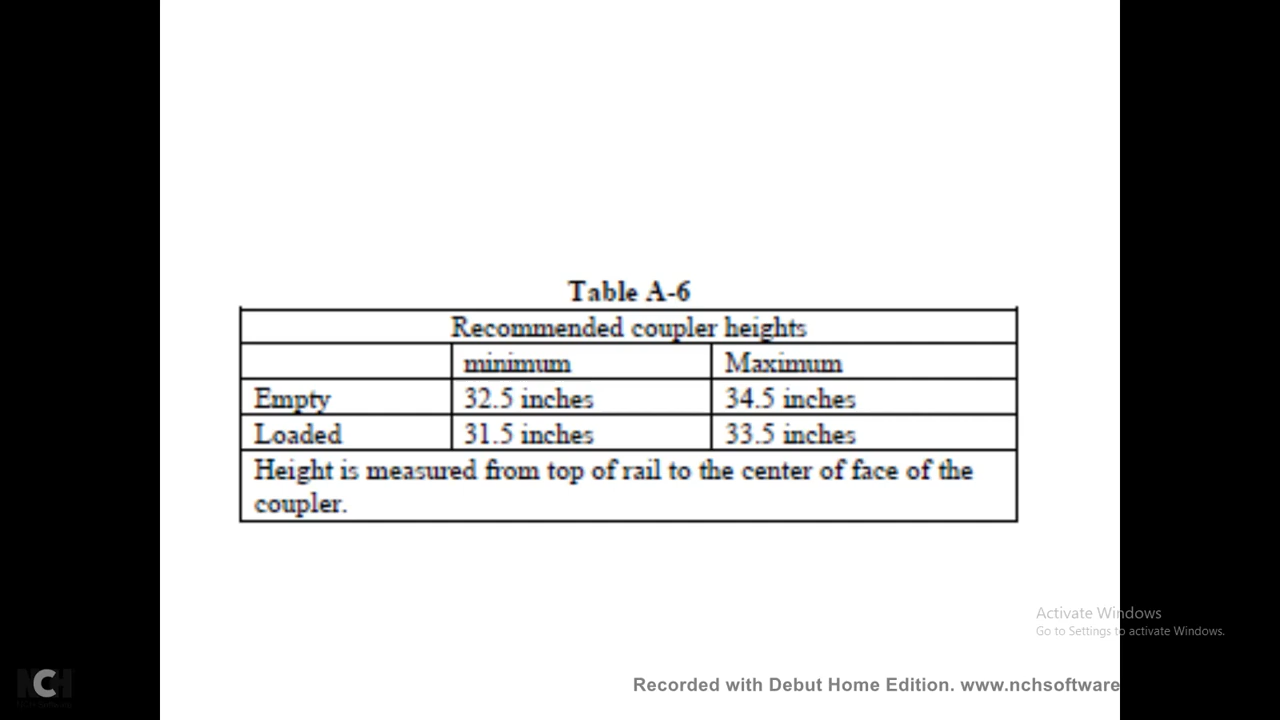 Table A-6
Recommended coupler heights
minimum Maximum
Empty 32.5 inches 34.5 inches
Loaded 31.5 inches 33.5 inches
Height is measured from top of rail to the center of face of the
coupler.
Activate Windows
Go to Settings to activate Windows.
NCH
Recorded with Debut Home Edition. www.nchsoftware